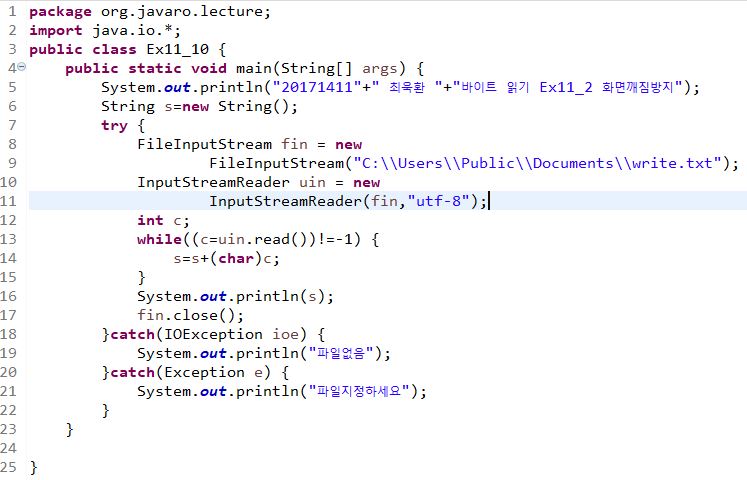 1 package org.javaro.lecture;
2 import java.io.*;
3 public class Ex11_10 {
4 public static void main(String[] args) {
5 System.out.println("20171411"+" 최욱환 "+"바이트 읽기 Ex11_2 화면깨짐방지");
6 String s=new String();
7 try {
8 FileInputStream fin = new
9 FileInputStream("C:\\Users\\Public\\Documents\\write.txt");
10 InputStreamReader uin = new
11 InputStreamReader(fin,"utf-8");
12 int c;
13 while((c=uin.read())!=-1) {
14 s=s+(char)c;
15 }
16 System.out.println(s);
17 fin.close();
18 }catch(IOException ioe) {
19 System.out.println("파일없음");
20 }catch(Exception e) {
21 System.out.println("파일지정하세요");
22 }
23 }
24
25 }